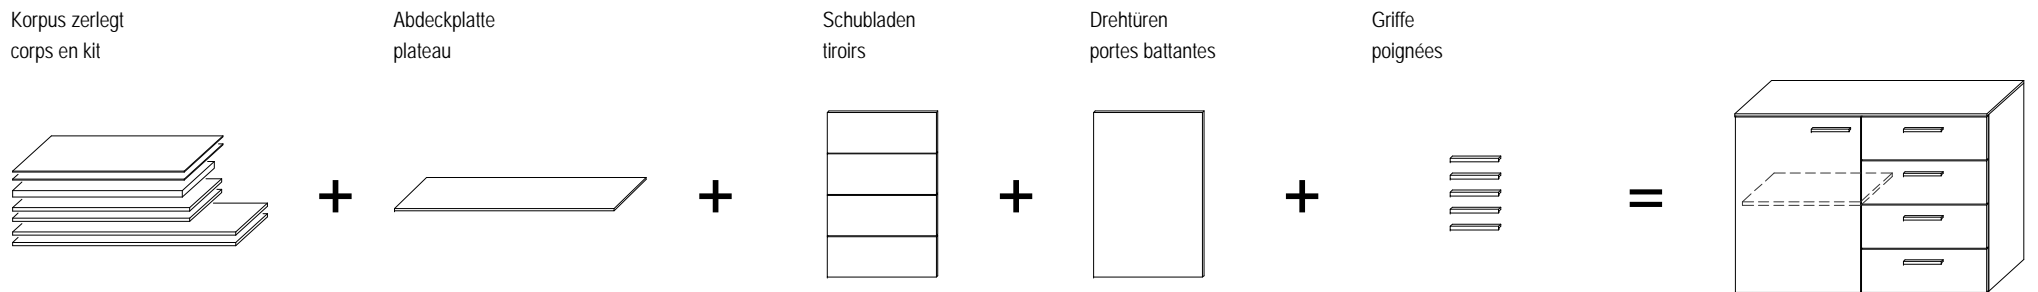 Korpus zerlegt
corps en kit
Abdeckplatte
plateau
Schubladen
tiroirs
Drehtüren
portes battantes
Griffe
poignées
+ + + + =